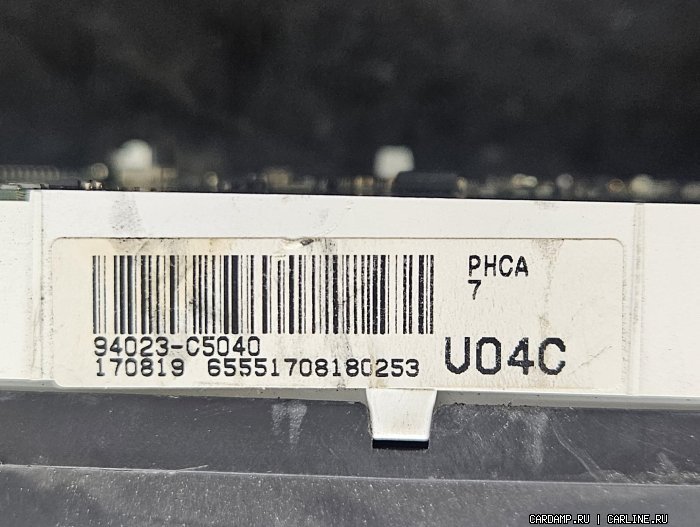 PHCA
7
94023-C5040
170819 65551708180253
U04C
CARDAMP.RU | CARLINE.RU